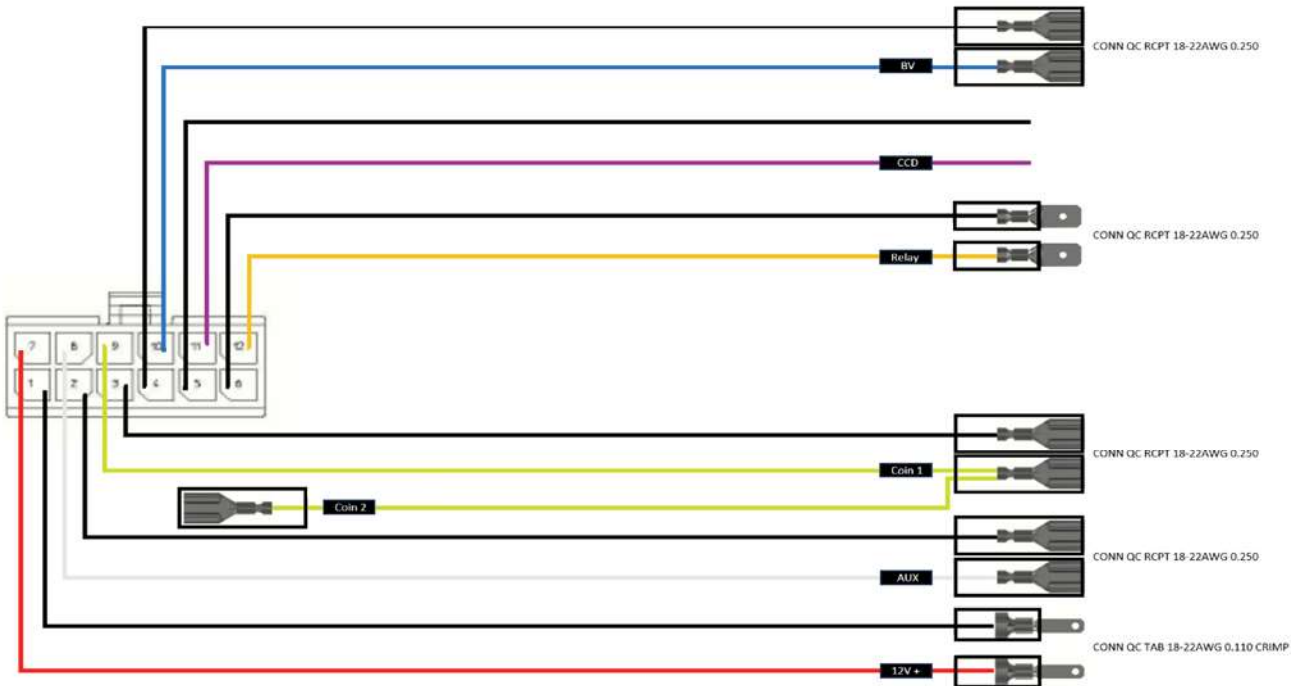 CONN QC RCPT 18-22AWG 0.250
BV
CCD
CONN QC RCPT 18-22AWG 0.250
Relay
7 8 9 10 11 12
1 2 3 4 5 6
CONN QC RCPT 18-22AWG 0.250
Coin 1
Coin 2
CONN QC RCPT 18-22AWG 0.250
AUX
CONN QC TAB 18-22AWG 0.110 CRIMP
12V +